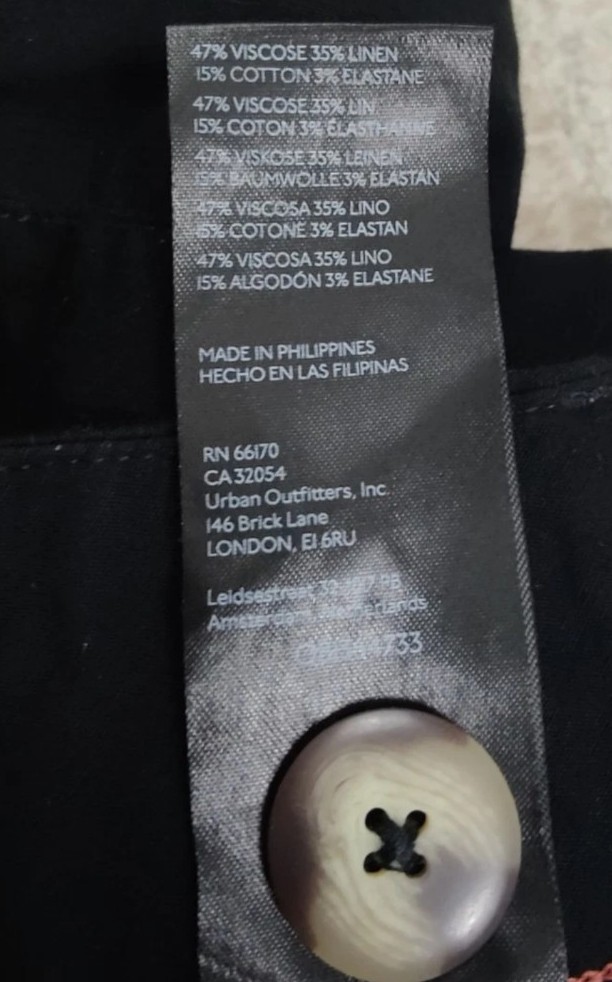 47% VISCOSE 35% LINEN
15% COTTON 3% ELASTANE
47% VISCOSE 35% LIN
15% COTON 3% ÉLASTHANNE
47% VISKOSE 35% LEINEN
15% BAUMWOLLE 3% ELASTAN
47% VISCOSA 35% LINO
15% COTONE 3% ELASTAN
47% VISCOSA 35% LINO
15% ALGODÓN 3% ELASTANE
MADE IN PHILIPPINES
HECHO EN LAS FILIPINAS
RN 66170
CA 32054
Urban Outfitters, Inc.
146 Brick Lane
LONDON, E1 6RU
Leidsestraat
Amsterdam, Netherlands